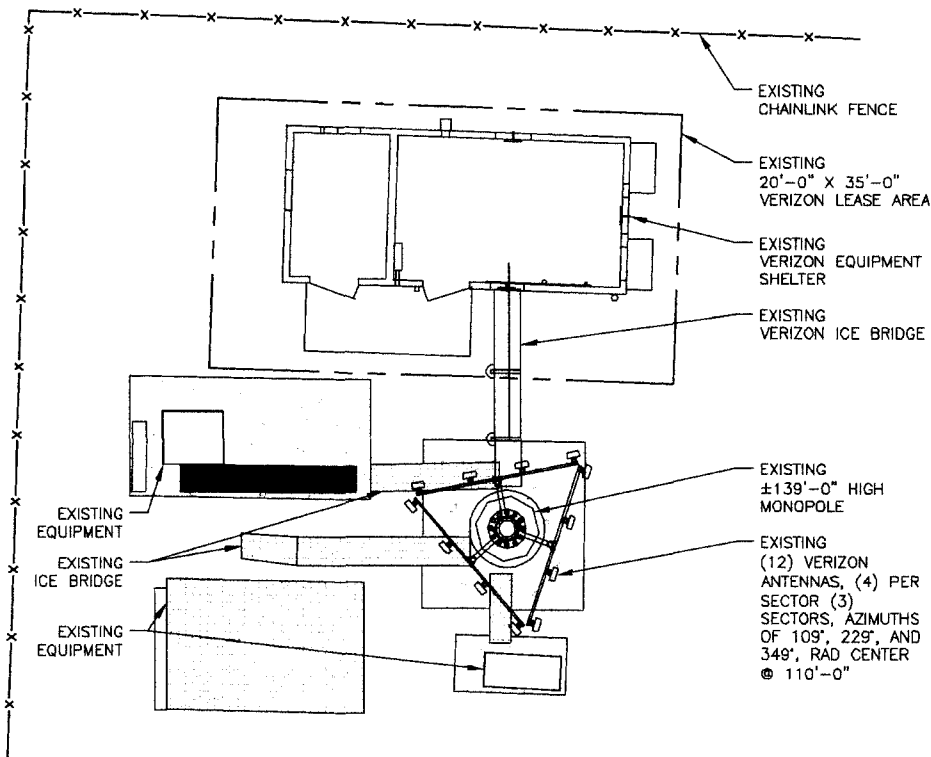 EXISTING
CHAINLINK FENCE
EXISTING
20'-0" X 35'-0"
VERIZON LEASE AREA
EXISTING
VERIZON EQUIPMENT
SHELTER
EXISTING
VERIZON ICE BRIDGE
EXISTING
±139'-0" HIGH
MONOPOLE
EXISTING
(12) VERIZON
ANTENNAS, (4) PER
SECTOR (3)
SECTORS, AZIMUTHS
OF 109°, 229°, AND
349°, RAD CENTER
@ 110'-0"
EXISTING
EQUIPMENT
EXISTING
ICE BRIDGE
EXISTING
EQUIPMENT